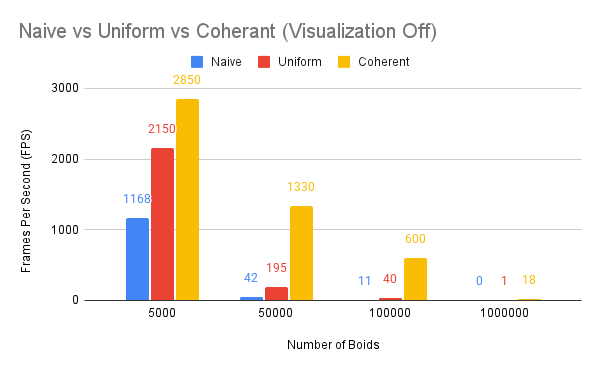 Naive vs Uniform vs Coherant (Visualization Off)
Naive Uniform Coherent
Frames Per Second (FPS)
3000
2000
1000
0
1168 2150 2850
42 195 1330
11 40 600
0 1 18
5000 50000 100000 1000000
Number of Boids